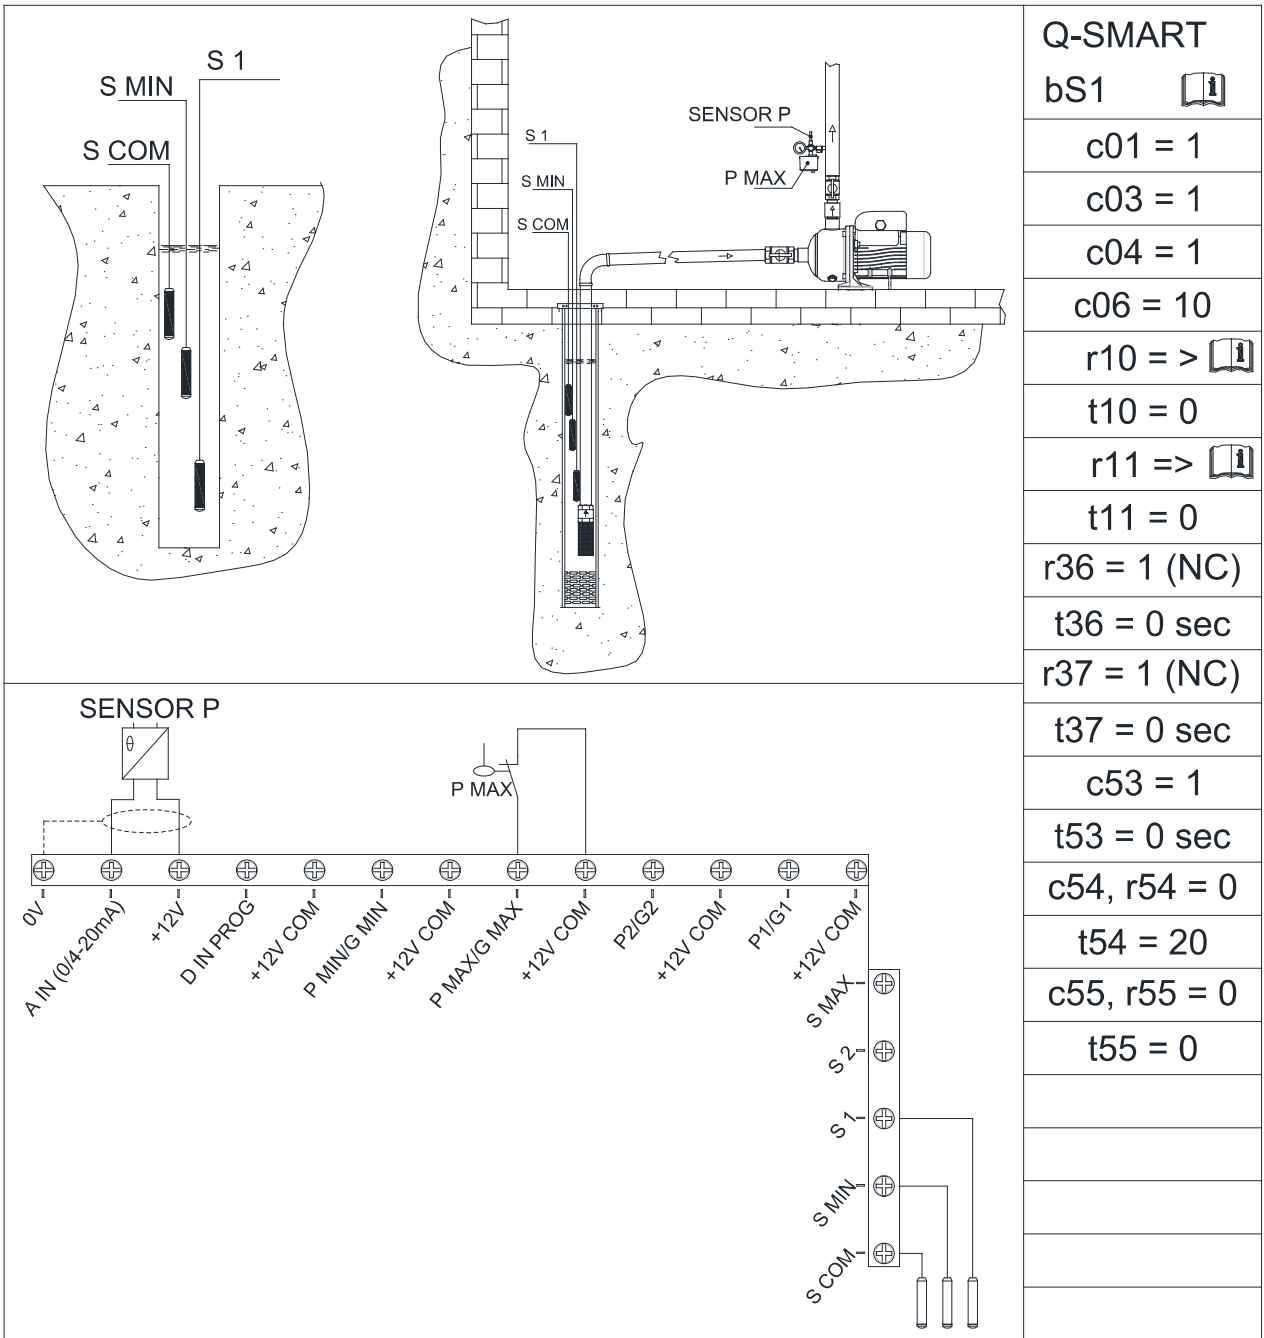 S 1
S MIN
S COM
SENSOR P
P MAX
S 1
S MIN
S COM
Q-SMART
bS1
c01 = 1
c03 = 1
c04 = 1
c06 = 10
r10 = >
t10 = 0
r11 =>
t11 = 0
r36 = 1 (NC)
t36 = 0 sec
r37 = 1 (NC)
t37 = 0 sec
c53 = 1
t53 = 0 sec
c54, r54 = 0
t54 = 20
c55, r55 = 0
t55 = 0
SENSOR P
θ
P MAX
0V
A IN (0/4-20mA)
+12V
D IN PROG
+12V COM
P MIN/G MIN
+12V COM
P MAX/G MAX
+12V COM
P2/G2
+12V COM
P1/G1
+12V COM
S MAX
S 2
S 1
S MIN
S COM